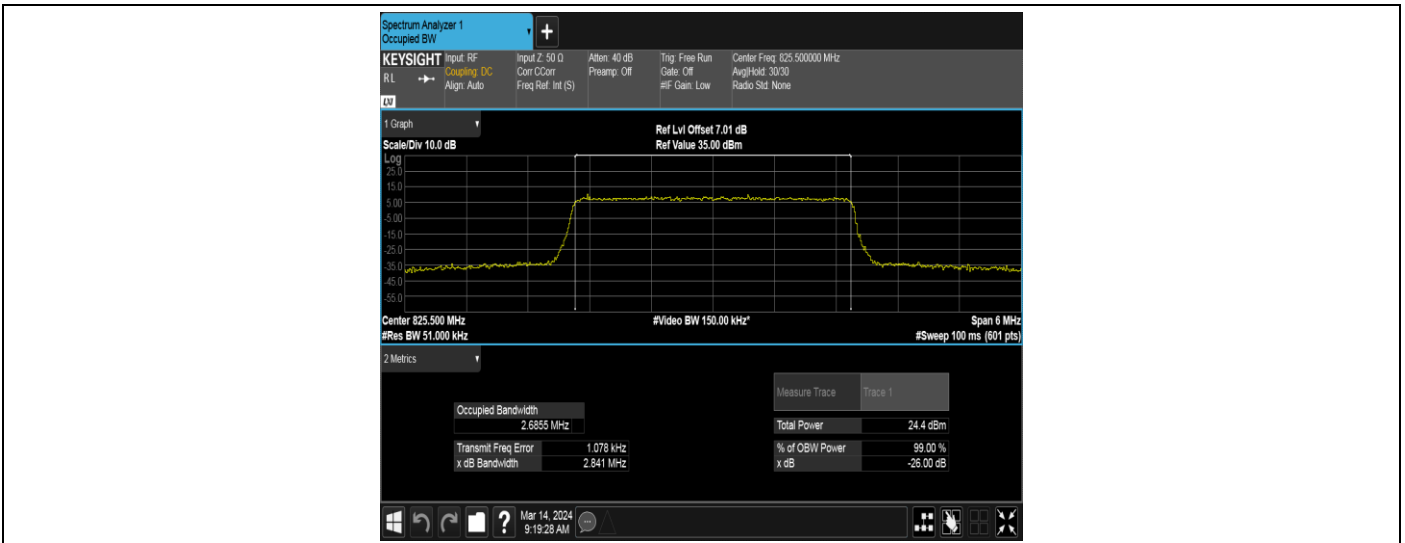 Spectrum Analyzer 1
Occupied BW
+
KEYSIGHT Input: RF Input Z: 50 Ω Atten: 40 dB Trig: Free Run Center Freq: 825.500000 MHz
RL Coupling: DC Corr CCorr Preamp: Off Gate: Off Avg|Hold: 30/30
Align: Auto Freq Ref: Int (S) #IF Gain: Low Radio Std: None
LXI
1 Graph Ref Lvl Offset 7.01 dB
Scale/Div 10.0 dB Ref Value 35.00 dBm
Log
25.0
15.0
5.00
-5.00
-15.0
-25.0
-35.0
-45.0
-55.0
Center 825.500 MHz #Video BW 150.00 kHz* Span 6 MHz
#Res BW 51.000 kHz #Sweep 100 ms (601 pts)
2 Metrics
Measure Trace Trace 1
Occupied Bandwidth
2.6855 MHz Total Power 24.4 dBm
Transmit Freq Error 1.078 kHz % of OBW Power 99.00 %
x dB Bandwidth 2.841 MHz x dB -26.00 dB
? Mar 14, 2024
9:19:28 AM